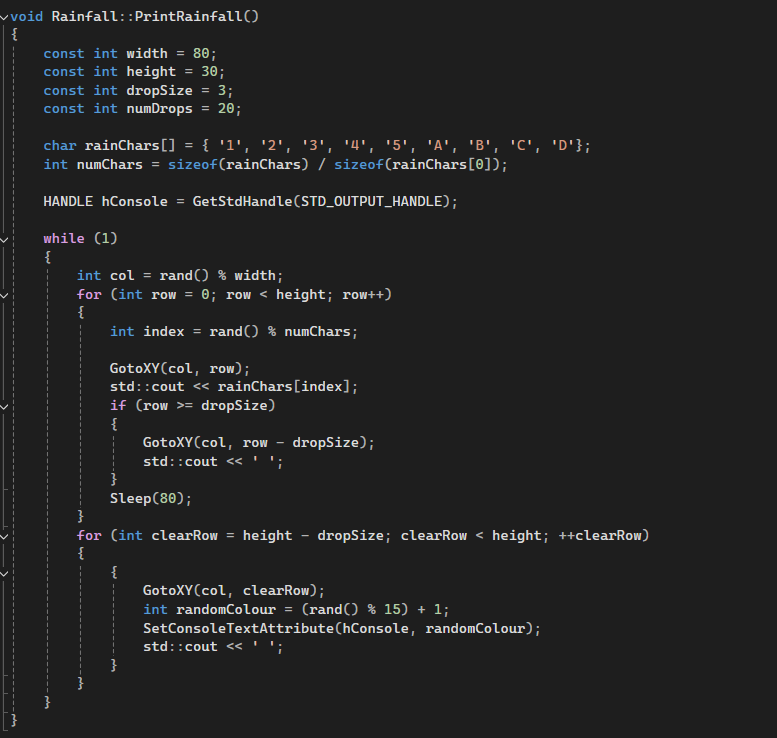 void Rainfall::PrintRainfall()
{
    const int width = 80;
    const int height = 30;
    const int dropSize = 3;
    const int numDrops = 20;

    char rainChars[] = { '1', '2', '3', '4', '5', 'A', 'B', 'C', 'D'};
    int numChars = sizeof(rainChars) / sizeof(rainChars[0]);

    HANDLE hConsole = GetStdHandle(STD_OUTPUT_HANDLE);

    while (1)
    {
        int col = rand() % width;
        for (int row = 0; row < height; row++)
        {
            int index = rand() % numChars;

            GotoXY(col, row);
            std::cout << rainChars[index];
            if (row >= dropSize)
            {
                GotoXY(col, row - dropSize);
                std::cout << ' ';
            }
            Sleep(80);
        }
        for (int clearRow = height - dropSize; clearRow < height; ++clearRow)
        {
            {
                GotoXY(col, clearRow);
                int randomColour = (rand() % 15) + 1;
                SetConsoleTextAttribute(hConsole, randomColour);
                std::cout << ' ';
            }
        }
    }
}